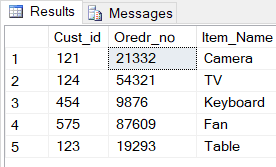 Results Messages
Cust_id Oredr_no Item_Name
1 121 21332 Camera
2 124 54321 TV
3 454 9876 Keyboard
4 575 87609 Fan
5 123 19293 Table